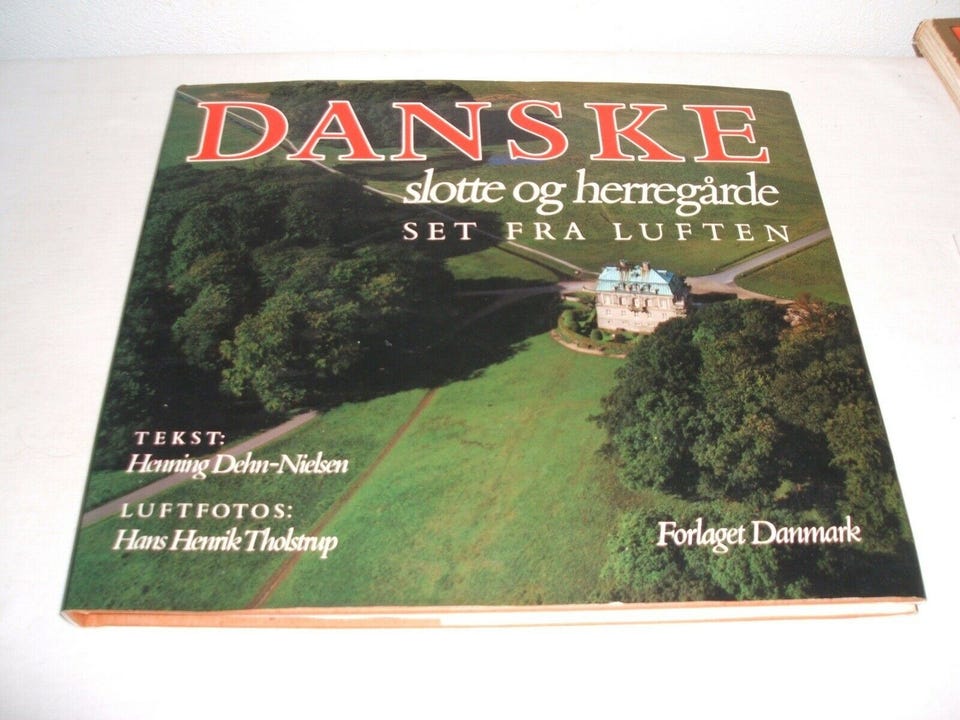 DANSKE
slotte og herregårde
SET FRA LUFTEN
TEKST:
Henning Dehn-Nielsen
LUFTFOTOS:
Hans Henrik Tholstrup
Forlaget Danmark